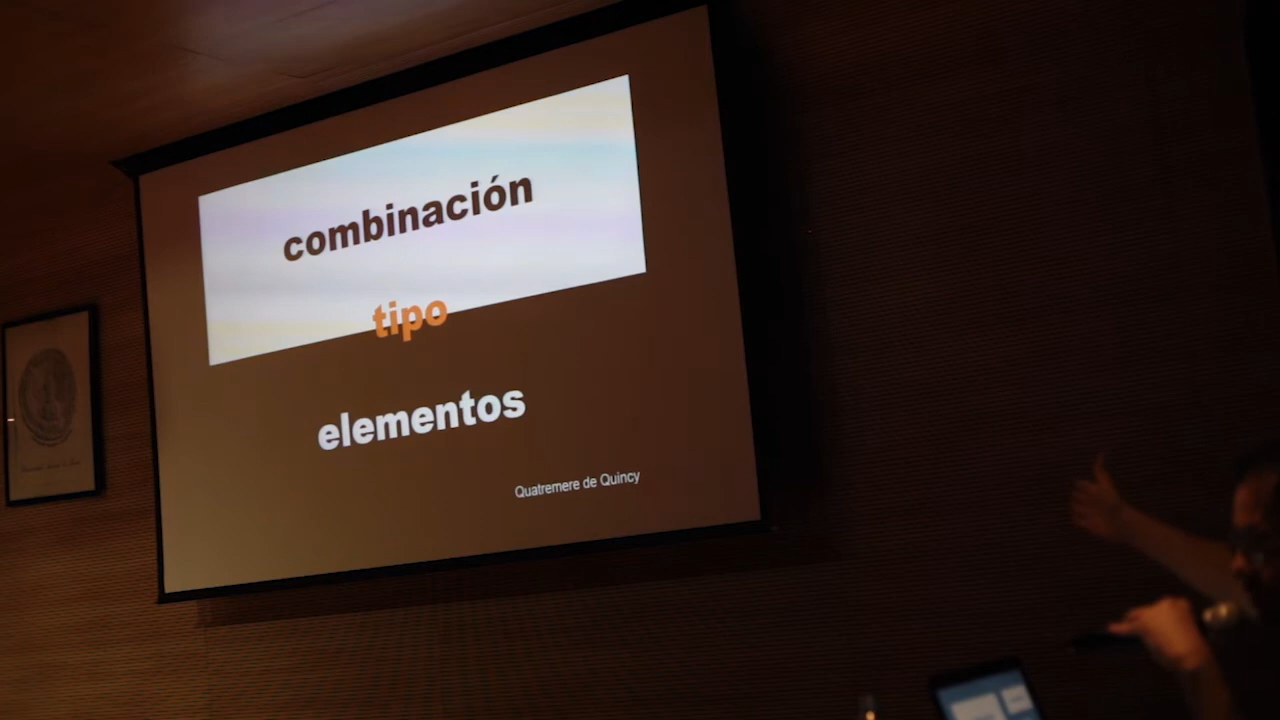 combinación
tipo
elementos
Quatremere de Quincy